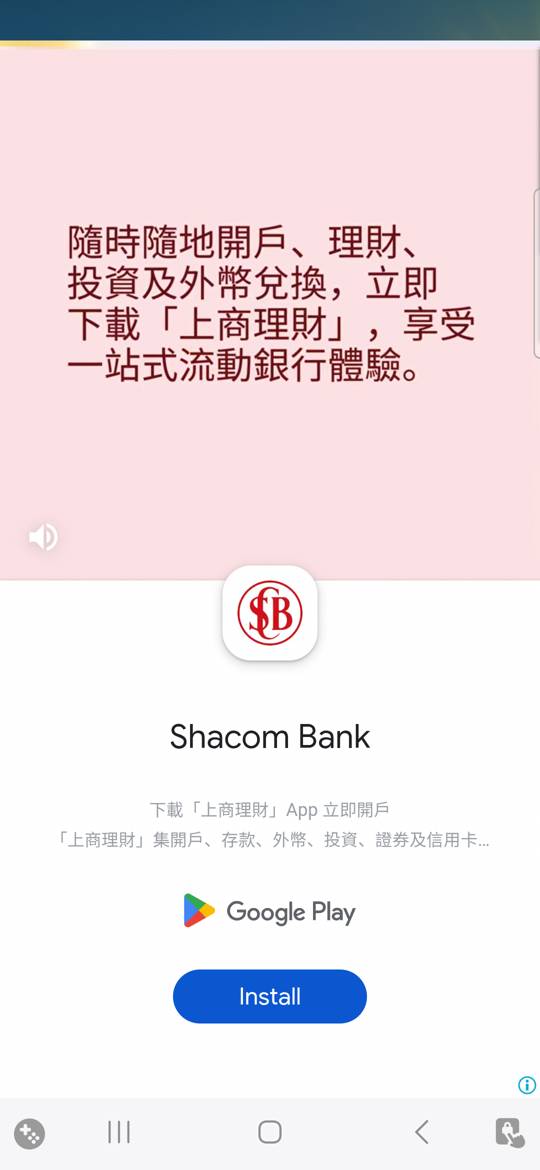 隨時隨地開戶、理財、
投資及外幣兌換，立即
下載「上商理財」，享受
一站式流動銀行體驗。
SCB
Shacom Bank
下載「上商理財」App 立即開戶
「上商理財」集開戶、存款、外幣、投資、證券及信用卡...
Google Play
Install